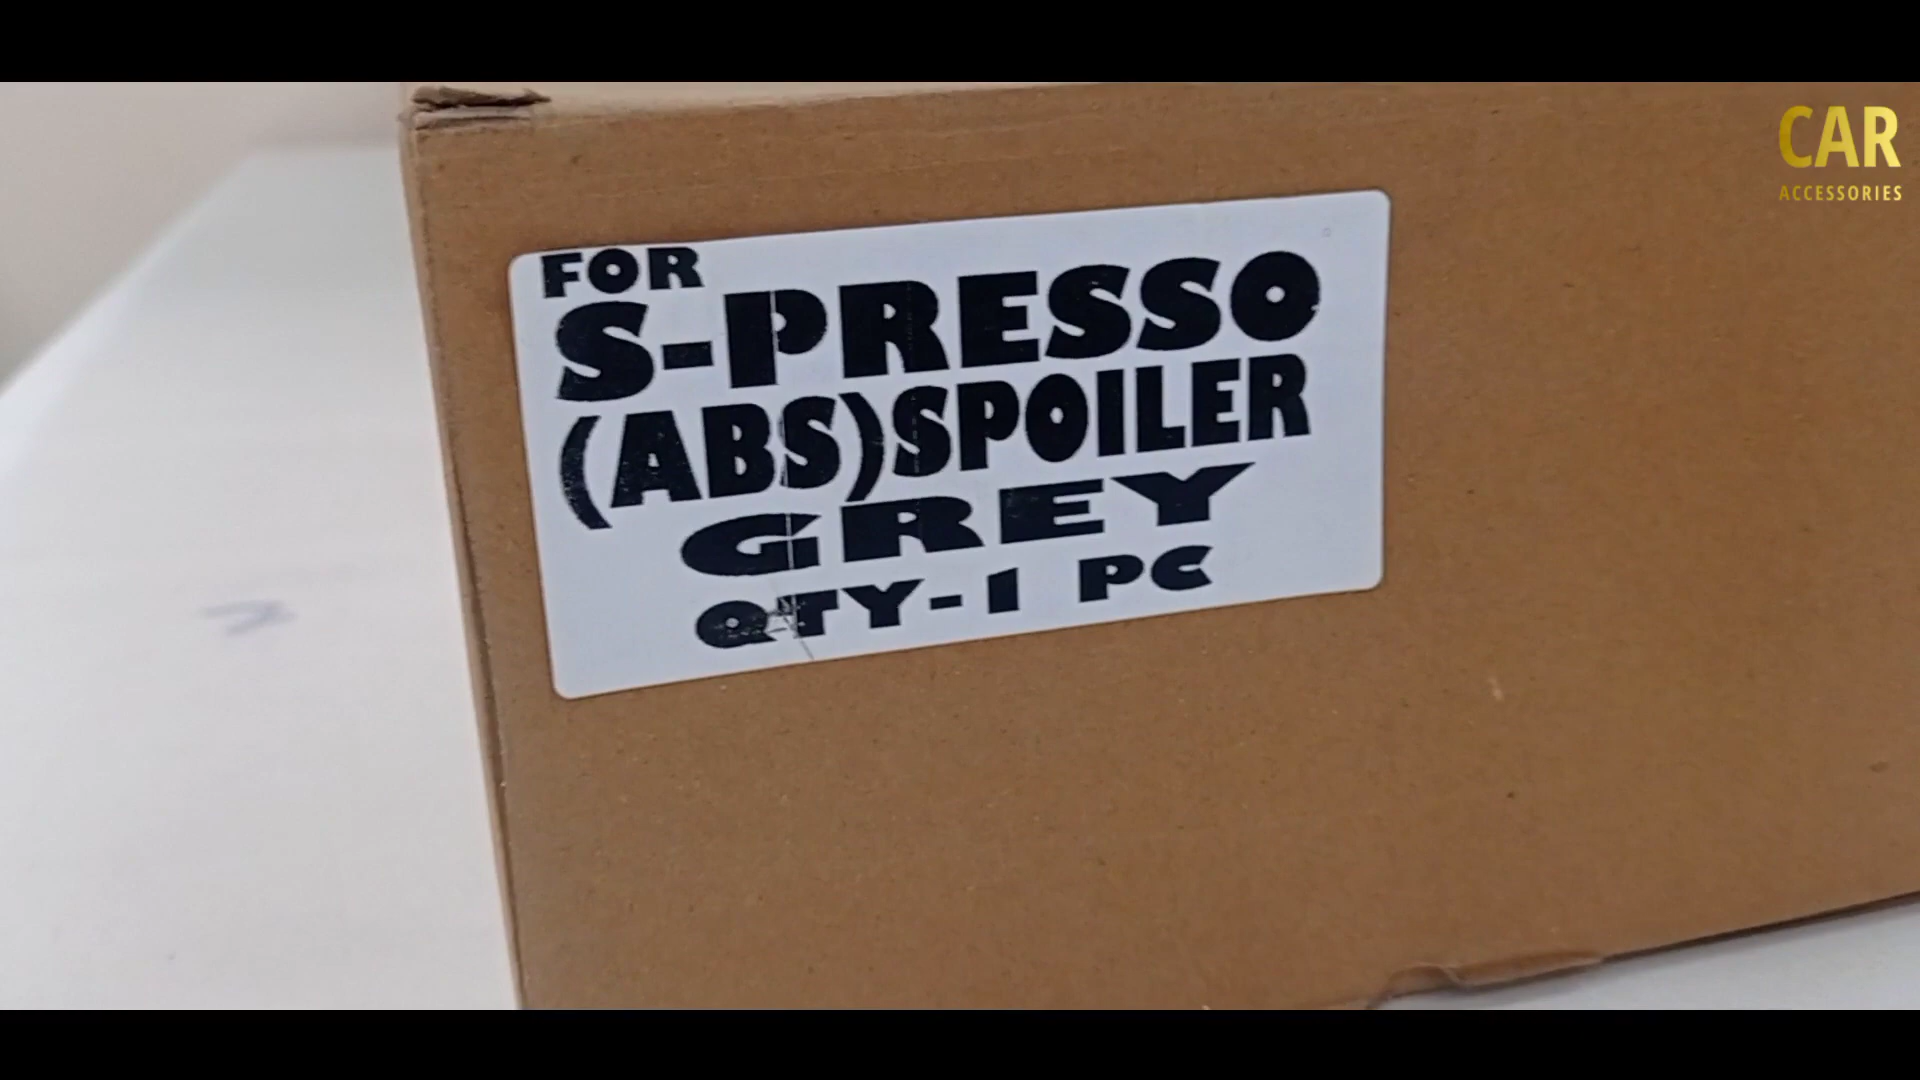 CAR
ACCESSORIES
FOR
S-PRESSO
(ABS)SPOILER
GREY
QTY-1 PC